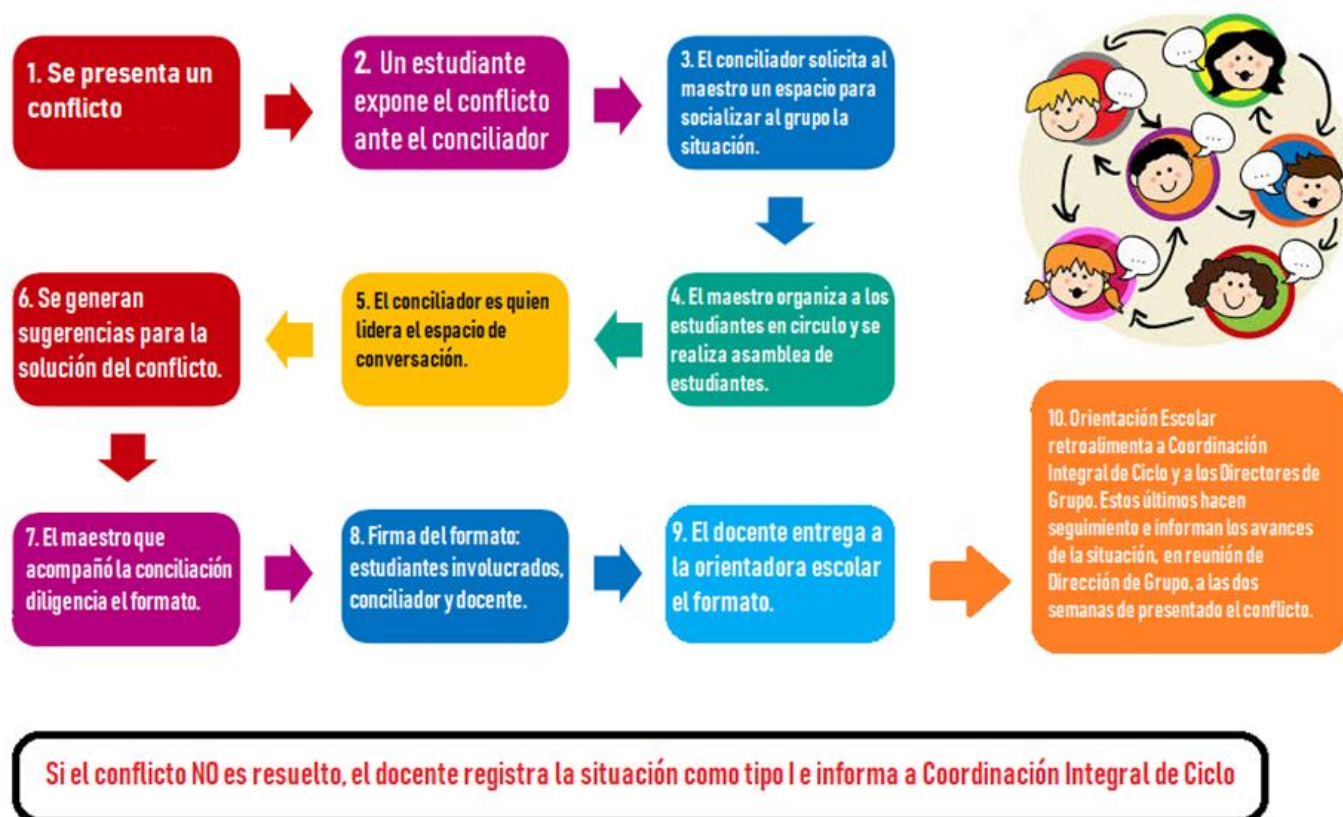 1. Se presenta un
conflicto
2. Un estudiante
expone el conflicto
ante el conciliador
3. El conciliador solicita al
maestro un espacio para
socializar al grupo la
situación.
4. El maestro organiza a los
estudiantes en circulo y se
realiza asamblea de
estudiantes.
5. El conciliador es quien
lidera el espacio de
conversación.
6. Se generan
sugerencias para la
solución del conflicto.
7. El maestro que
acompañó la conciliación
diligencia el formato.
8. Firma del formato:
estudiantes involucrados,
conciliador y docente.
9. El docente entrega a
la orientadora escolar
el formato.
10. Orientación Escolar
retroalimenta a Coordinación
Integral de Ciclo y a los Directores de
Grupo. Estos últimos hacen
seguimiento e informan los avances
de la situación, en reunión de
Dirección de Grupo, a las dos
semanas de presentado el conflicto.
Si el conflicto NO es resuelto, el docente registra la situación como tipo I e informa a Coordinación Integral de Ciclo